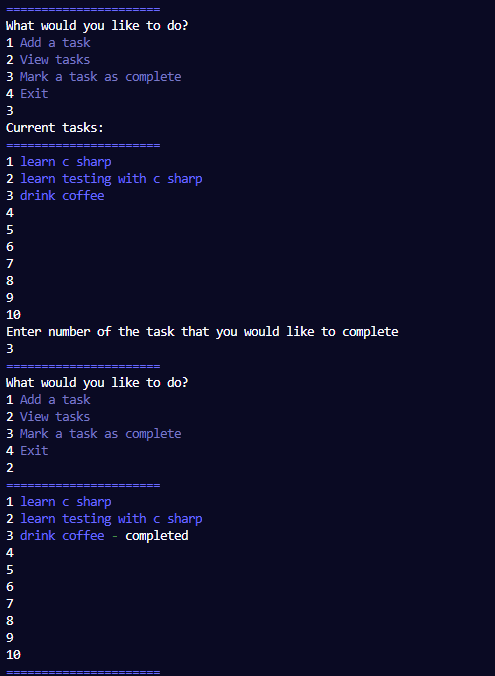 ======================
What would you like to do?
1 Add a task
2 View tasks
3 Mark a task as complete
4 Exit
3
Current tasks:
======================
1 learn c sharp
2 learn testing with c sharp
3 drink coffee
4
5
6
7
8
9
10
Enter number of the task that you would like to complete
3
======================
What would you like to do?
1 Add a task
2 View tasks
3 Mark a task as complete
4 Exit
2
======================
1 learn c sharp
2 learn testing with c sharp
3 drink coffee - completed
4
5
6
7
8
9
10
======================